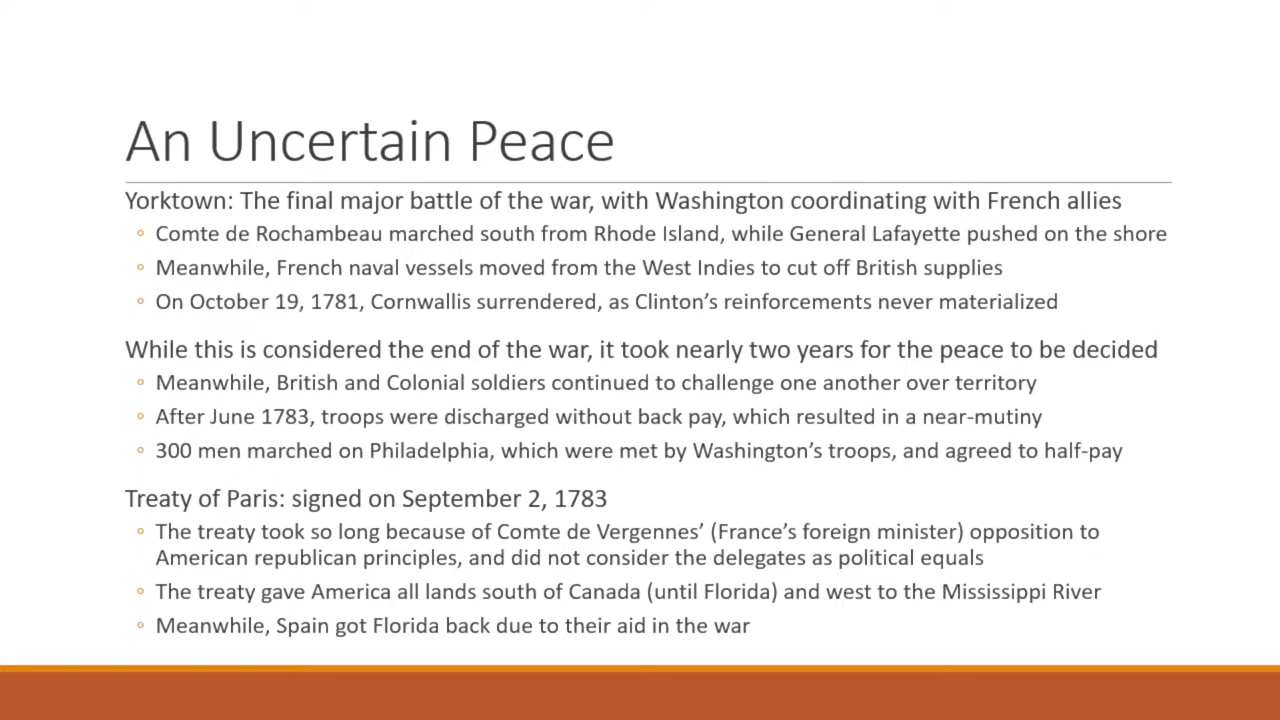 An Uncertain Peace
Yorktown: The final major battle of the war, with Washington coordinating with French allies
◦ Comte de Rochambeau marched south from Rhode Island, while General Lafayette pushed on the shore
◦ Meanwhile, French naval vessels moved from the West Indies to cut off British supplies
◦ On October 19, 1781, Cornwallis surrendered, as Clinton’s reinforcements never materialized
While this is considered the end of the war, it took nearly two years for the peace to be decided
◦ Meanwhile, British and Colonial soldiers continued to challenge one another over territory
◦ After June 1783, troops were discharged without back pay, which resulted in a near-mutiny
◦ 300 men marched on Philadelphia, which were met by Washington’s troops, and agreed to half-pay
Treaty of Paris: signed on September 2, 1783
◦ The treaty took so long because of Comte de Vergennes’ (France’s foreign minister) opposition to
American republican principles, and did not consider the delegates as political equals
◦ The treaty gave America all lands south of Canada (until Florida) and west to the Mississippi River
◦ Meanwhile, Spain got Florida back due to their aid in the war